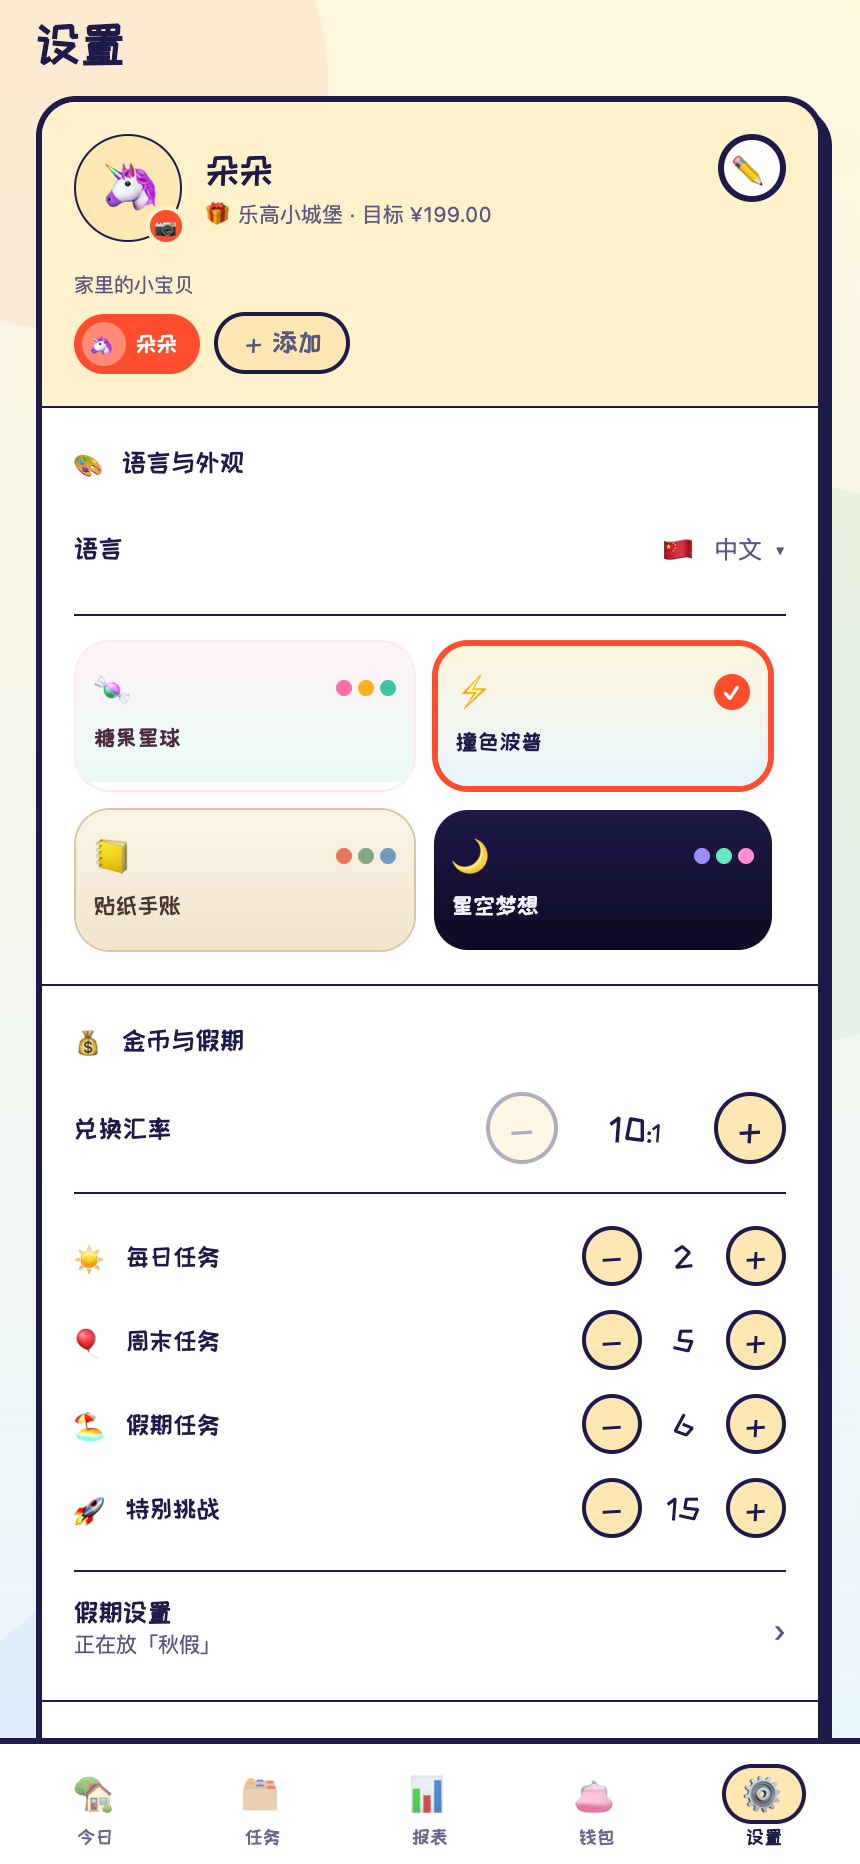 设置
朵朵
乐高小城堡 · 目标 ¥199.00
家里的小宝贝
朵朵
+ 添加
语言与外观
语言
中文 ▾
糖果星球
撞色波普
贴纸手账
星空梦想
金币与假期
兑换汇率
− 10:1 +
每日任务
− 2 +
周末任务
− 5 +
假期任务
− 6 +
特别挑战
− 15 +
假期设置
正在放「秋假」
›
今日
任务
报表
钱包
设置